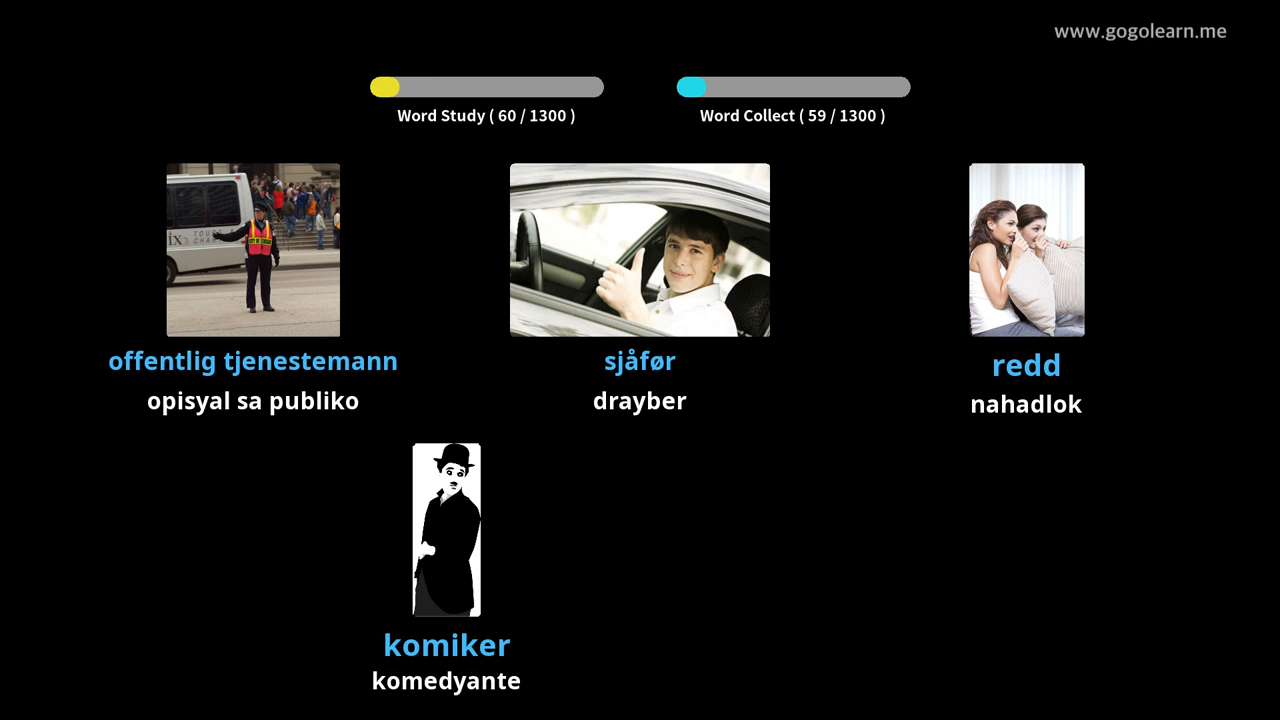 www.gogolearn.me
Word Study ( 60 / 1300 )
Word Collect ( 59 / 1300 )
offentlig tjenestemann
opisyal sa publiko
sjåfør
drayber
redd
nahadlok
komiker
komedyante